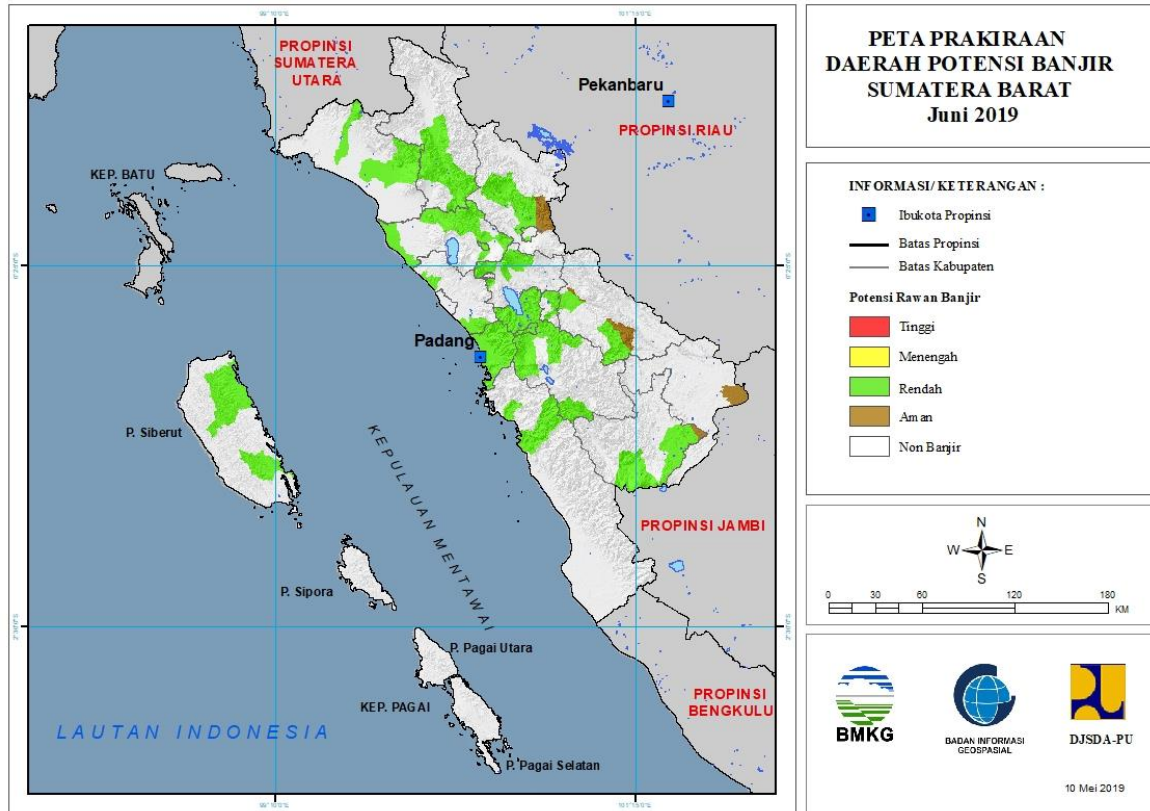 PETA PRAKIRAAN
DAERAH POTENSI BANJIR
SUMATERA BARAT
Juni 2019
INFORMASI/ KETERANGAN :
Ibukota Propinsi
Batas Propinsi
Batas Kabupaten
Potensi Rawan Banjir
Tinggi
Menengah
Rendah
Aman
Non Banjir
N
W E
S
0 30 60 120 180
KM
BMKG
BADAN INFORMASI
GEOSPASIAL
DJSDA-PU
10 Mei 2019
PROPINSI
SUMATERA
UTARA
Pekanbaru
PROPINSI RIAU
KEP. BATU
Padang
P. Siberut
KEPULAUAN MENTAWAI
PROPINSI JAMBI
P. Sipora
P. Pagai Utara
KEP. PAGAI
PROPINSI
BENGKULU
LAUTAN INDONESIA
P. Pagai Selatan